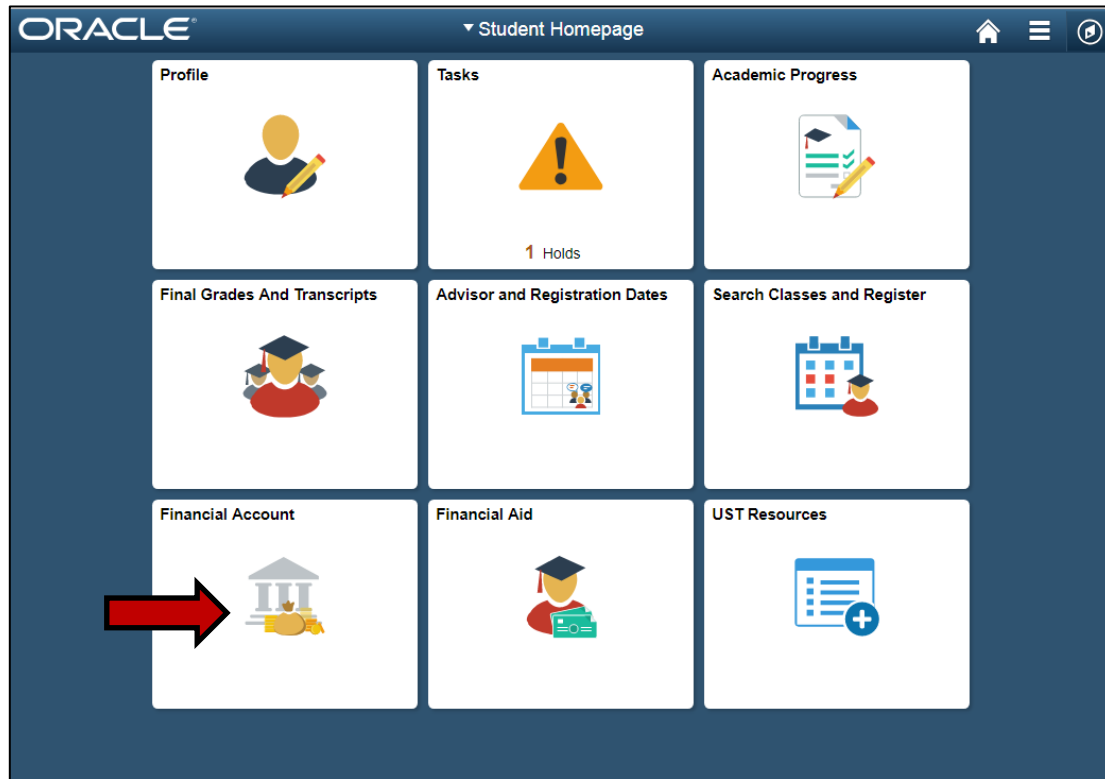 ORACLE®
Student Homepage
Profile
Tasks
Academic Progress
1 Holds
Final Grades And Transcripts
Advisor and Registration Dates
Search Classes and Register
Financial Account
Financial Aid
UST Resources